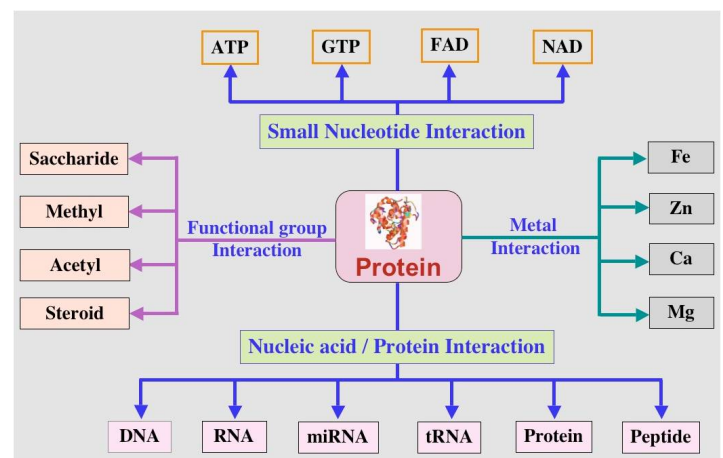 ATP
GTP
FAD
NAD
Small Nucleotide Interaction
Saccharide
Methyl
Acetyl
Steroid
Functional group
Interaction
Protein
Metal
Interaction
Fe
Zn
Ca
Mg
Nucleic acid / Protein Interaction
DNA
RNA
miRNA
tRNA
Protein
Peptide